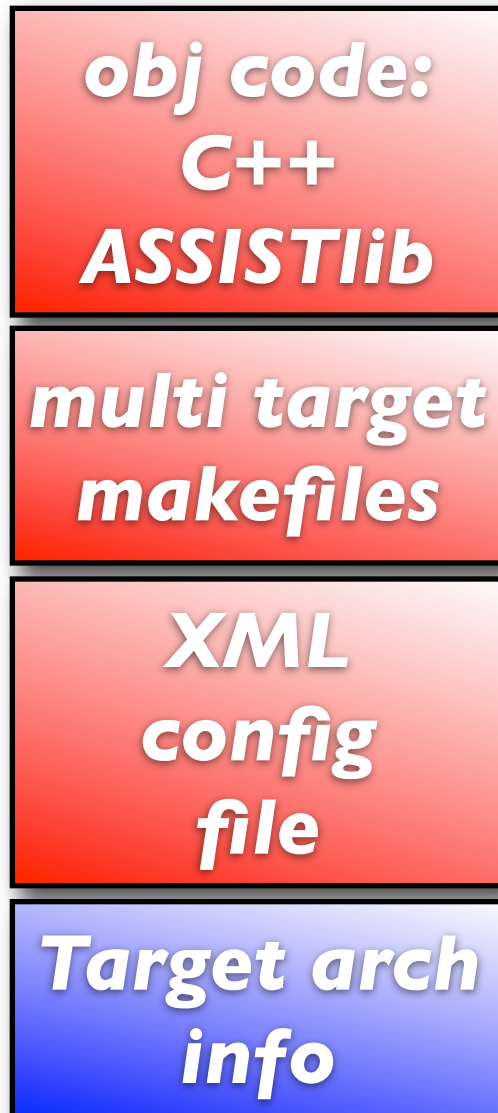 obj code:
C++
ASSISTlib
multi target
makefiles
XML
config
file
Target arch
info